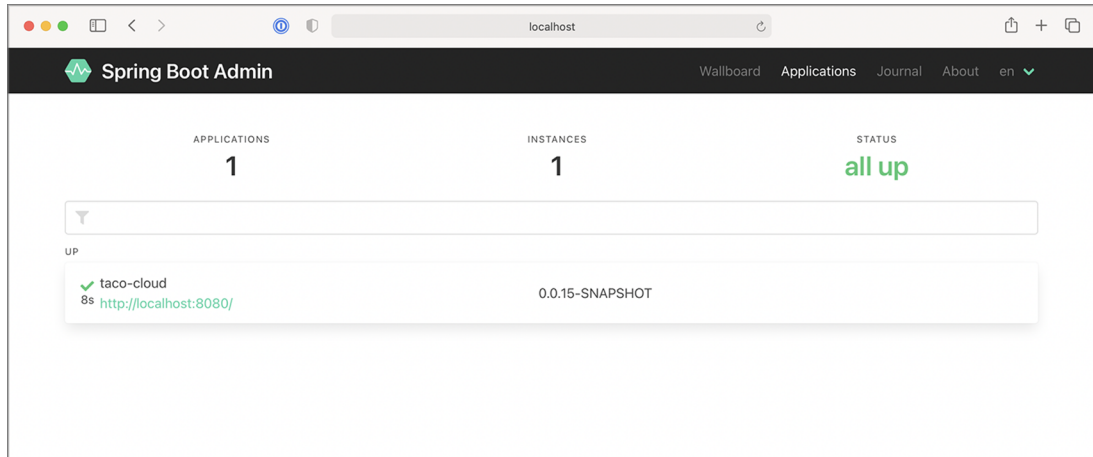 localhost
Spring Boot Admin
Wallboard Applications Journal About en
APPLICATIONS
1
INSTANCES
1
STATUS
all up
UP
taco-cloud
8s http://localhost:8080/
0.0.15-SNAPSHOT